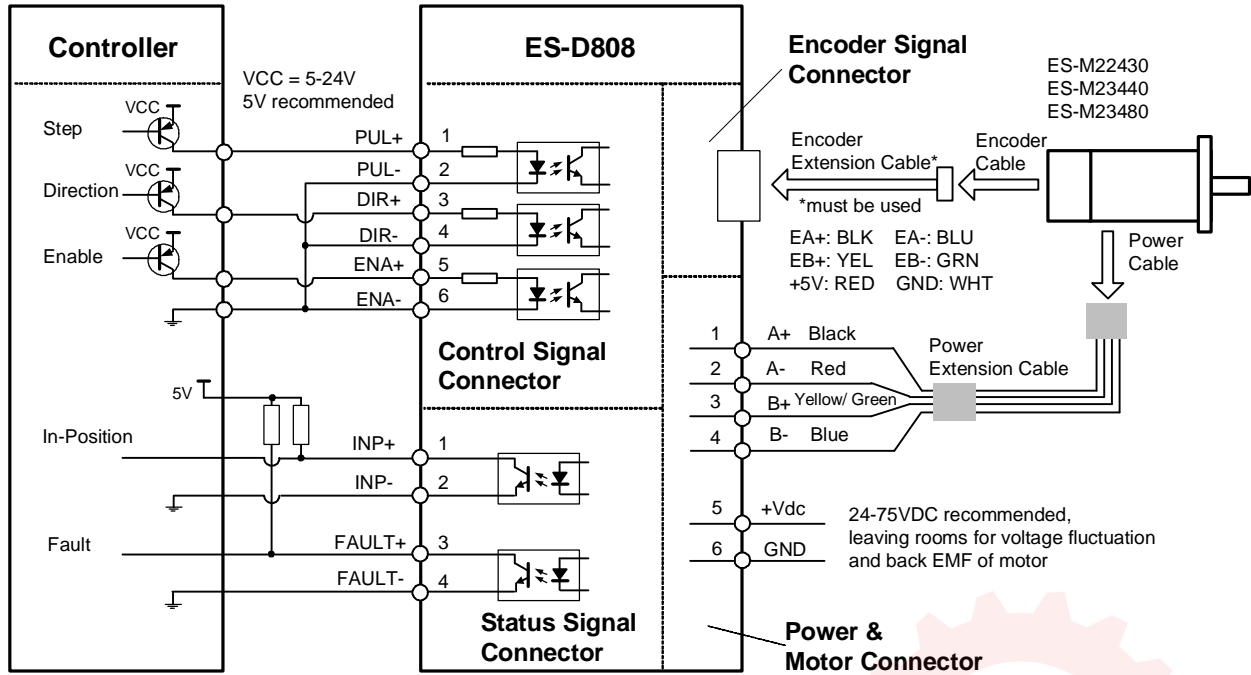 Controller
ES-D808
Encoder Signal
Connector
ES-M22430
ES-M23440
ES-M23480
VCC = 5-24V
5V recommended
VCC
Step
PUL+
1
PUL-
2
VCC
Direction
DIR+
3
DIR-
4
VCC
Enable
ENA+
5
ENA-
6
Control Signal
Connector
Encoder
Extension Cable*
*must be used
Encoder
Cable
EA+: BLK EA-: BLU
EB+: YEL EB-: GRN
+5V: RED GND: WHT
Power
Cable
1 A+ Black
2 A- Red
3 B+ Yellow/ Green
4 B- Blue
Power
Extension Cable
5V
In-Position
INP+
1
INP-
2
Fault
FAULT+
3
FAULT-
4
Status Signal
Connector
5 +Vdc
6 GND
24-75VDC recommended,
leaving rooms for voltage fluctuation
and back EMF of motor
Power &
Motor Connector